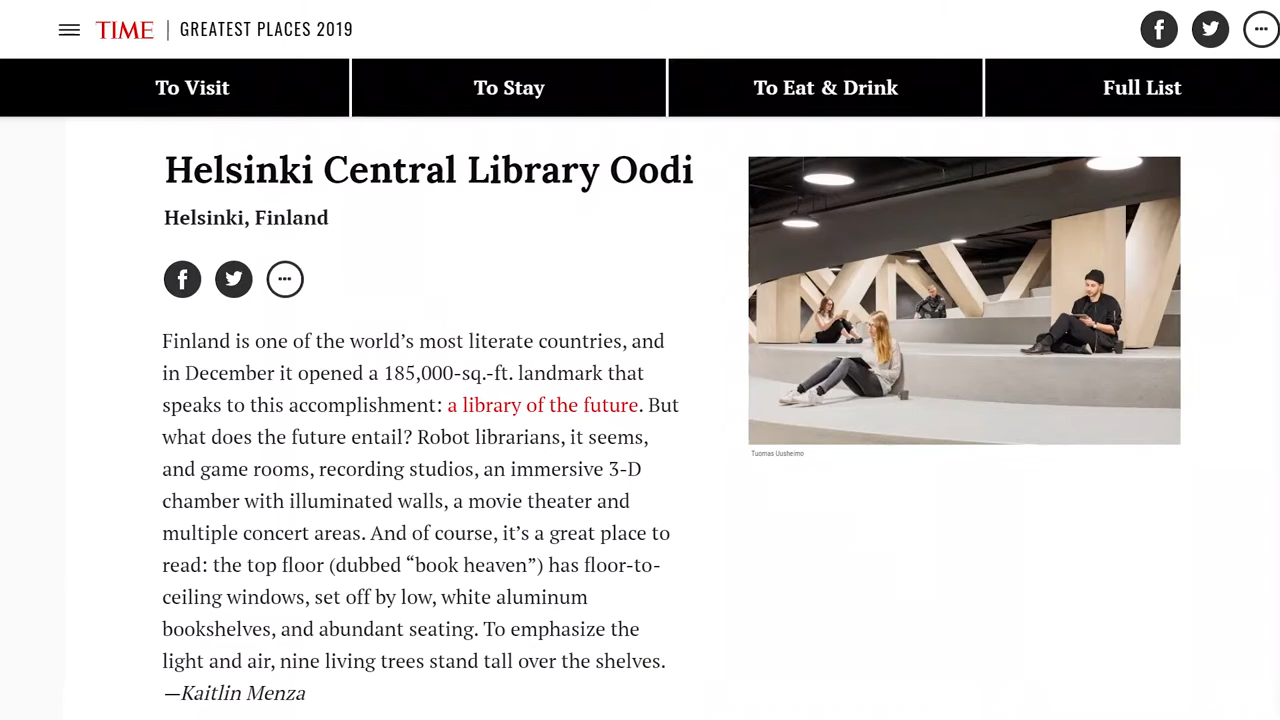 TIME | GREATEST PLACES 2019
To Visit
To Stay
To Eat & Drink
Full List
Helsinki Central Library Oodi
Helsinki, Finland
Finland is one of the world’s most literate countries, and
in December it opened a 185,000-sq.-ft. landmark that
speaks to this accomplishment: a library of the future. But
what does the future entail? Robot librarians, it seems,
and game rooms, recording studios, an immersive 3-D
chamber with illuminated walls, a movie theater and
multiple concert areas. And of course, it’s a great place to
read: the top floor (dubbed “book heaven”) has floor-to-
ceiling windows, set off by low, white aluminum
bookshelves, and abundant seating. To emphasize the
light and air, nine living trees stand tall over the shelves.
—Kaitlin Menza
Tuomas Uusheimo